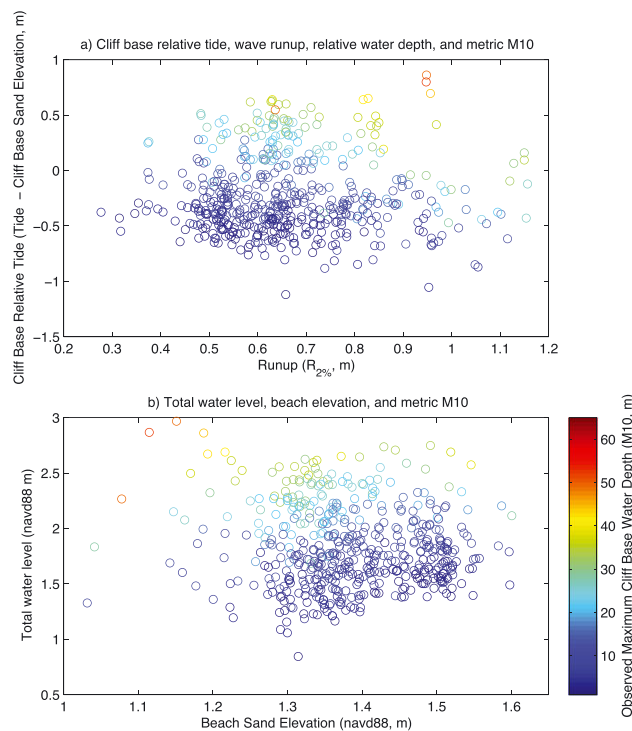 a) Cliff base relative tide, wave runup, relative water depth, and metric M10
Cliff Base Relative Tide (Tide − Cliff Base Sand Elevation, m)
1
0.5
0
−0.5
−1
−1.5
0.2 0.3 0.4 0.5 0.6 0.7 0.8 0.9 1 1.1 1.2
Runup (R2%, m)
b) Total water level, beach elevation, and metric M10
Total water level (navd88 m)
3
2.5
2
1.5
1
0.5
1 1.1 1.2 1.3 1.4 1.5 1.6
Beach Sand Elevation (navd88, m)
60
50
40
30
20
10
Observed Maximum Cliff Base Water Depth (M10, m)